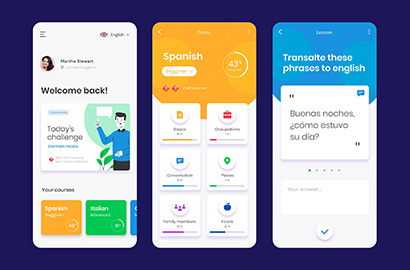 English
Martha Stewart
United Kingdom
Welcome back!
Today's
challenge
German meals
Your courses
Spanish
Beginner
Italian
Advanced
Course
Spanish
Beginner
43%
Basics
Occupations
Conversation
Places
Family members
Foods
Lesson
Transalte these
phrases to english
"
Buenas noches,
¿cómo estuvo
su día?
"
Your answer...